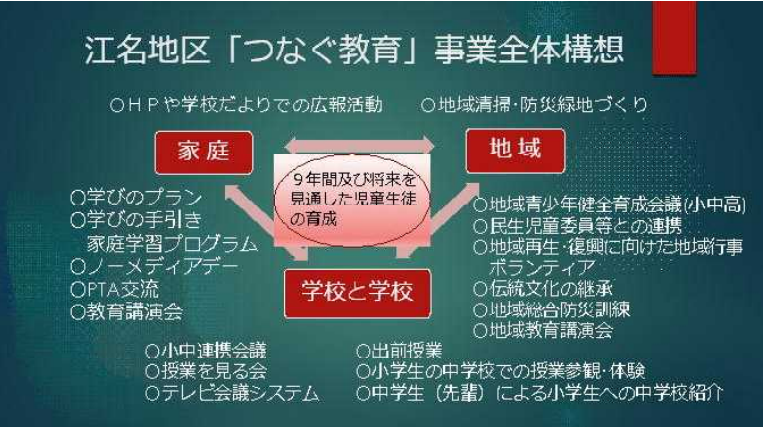 江名地区「つなぐ教育」事業全体構想
○HPや学校だよりでの広報活動
○地域清掃・防災緑地づくり
家庭
地域
9年間及び将来を
見通した児童生徒
の育成
○学びのプラン
○学びの手引き
家庭学習プログラム
○ノーメディアデー
○PTA交流
○教育講演会
○地域青少年健全育成会議(小中高)
○民生児童委員等との連携
○地域再生・復興に向けた地域行事
ボランティア
○伝統文化の継承
○地域総合防災訓練
○地域教育講演会
学校と学校
○小中連携会議
○授業を見る会
○テレビ会議システム
○出前授業
○小学生の中学校での授業参観・体験
○中学生（先輩）による小学生への中学校紹介